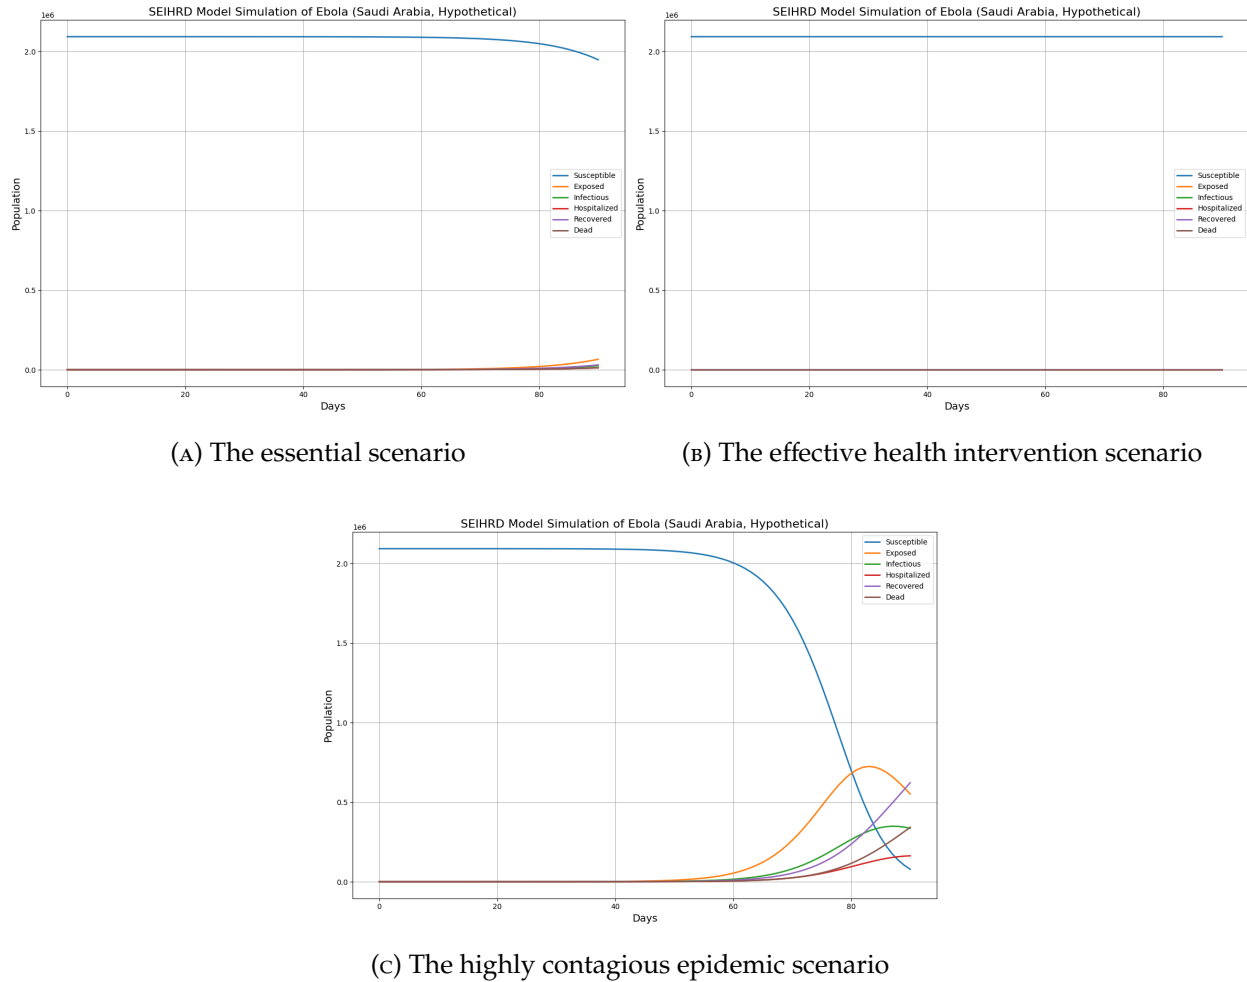 SEIHRD Model Simulation of Ebola (Saudi Arabia, Hypothetical)
1e6
2.0
1.5
1.0
0.5
0.0
Population
0
20
40
60
80
Days
Susceptible
Exposed
Infectious
Hospitalized
Recovered
Dead
(A) The essential scenario
SEIHRD Model Simulation of Ebola (Saudi Arabia, Hypothetical)
1e6
2.0
1.5
1.0
0.5
0.0
Population
0
20
40
60
80
Days
Susceptible
Exposed
Infectious
Hospitalized
Recovered
Dead
(B) The effective health intervention scenario
SEIHRD Model Simulation of Ebola (Saudi Arabia, Hypothetical)
1e6
2.0
1.5
1.0
0.5
0.0
Population
0
20
40
60
80
Days
Susceptible
Exposed
Infectious
Hospitalized
Recovered
Dead
(C) The highly contagious epidemic scenario